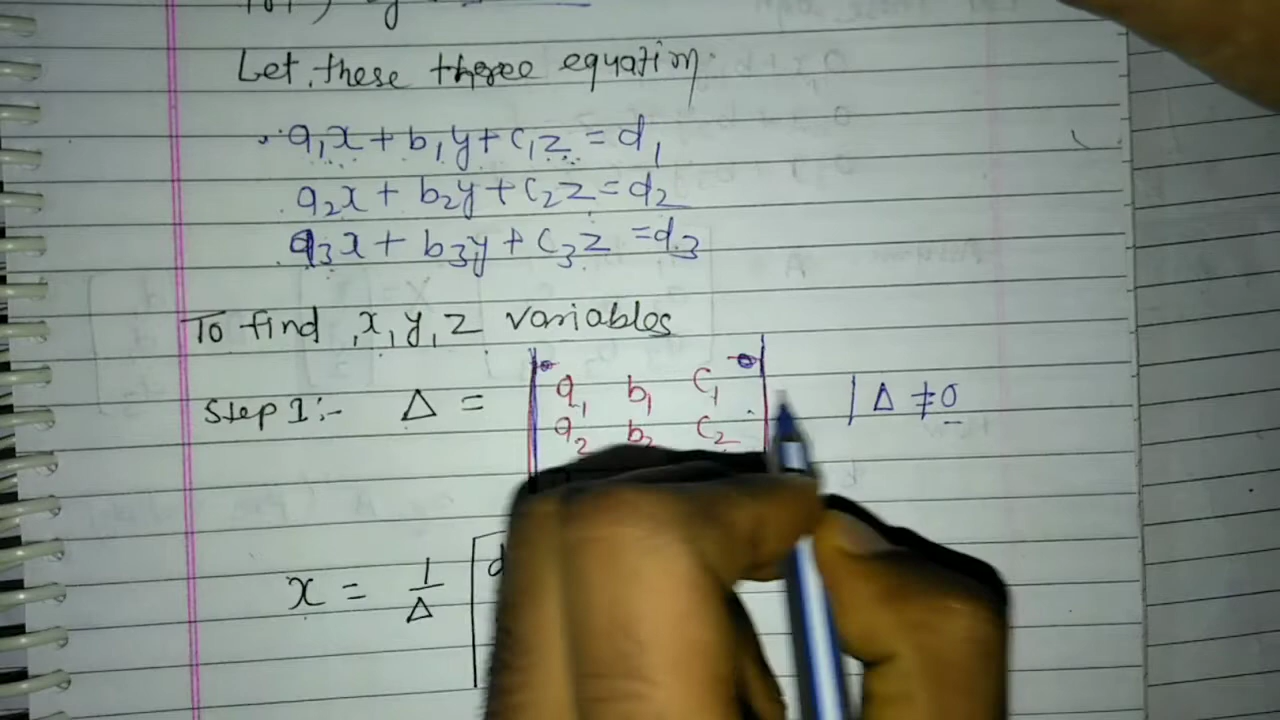 Let, these three equation.
a₁x + b₁y + c₁z = d₁
a₂x + b₂y + c₂z = d₂
a₃x + b₃y + c₃z = d₃
To find, x, y, z variables
Step 1:- Δ = | a₁ b₁ c₁ | | Δ ≠ 0
a₂ b₂ c₂
x = 1/Δ | d